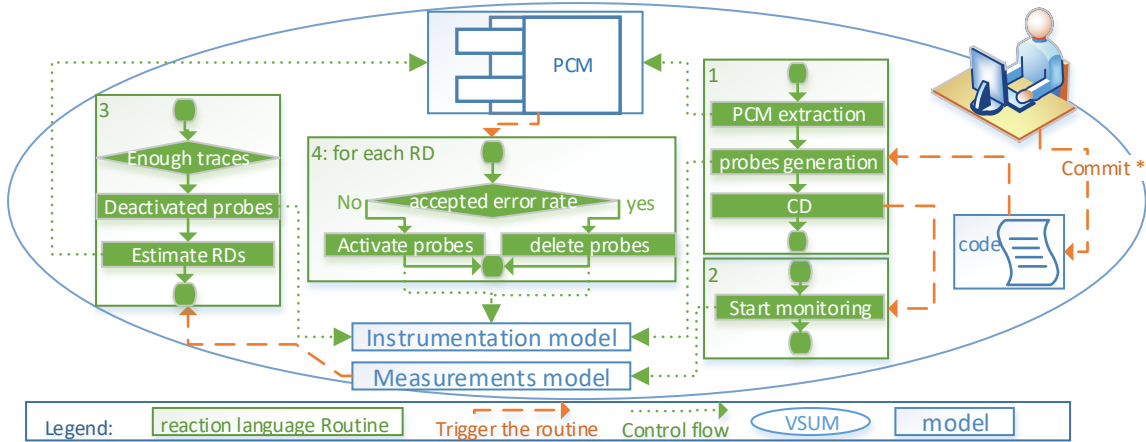 PCM
1
PCM extraction
probes generation
CD
Commit *
code
3
Enough traces
Deactivated probes
Estimate RDs
4: for each RD
accepted error rate
No
yes
Activate probes
delete probes
2
Start monitoring
Instrumentation model
Measurements model
Legend:
reaction language Routine
Trigger the routine
Control flow
VSUM
model